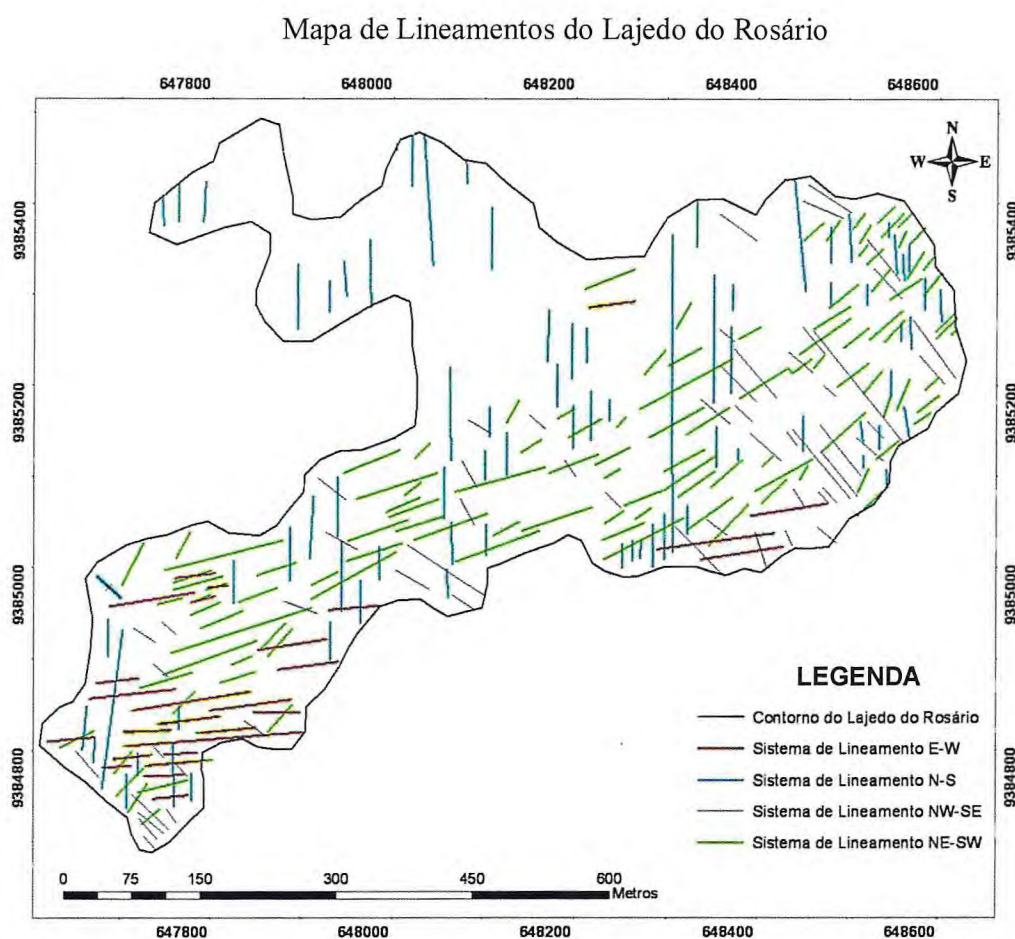 Mapa de Lineamentos do Lajedo do Rosário
647800 648000 648200 648400 648600
N
W E
S
9385400 9385400
9385200 9385200
9385000 9385000
LEGENDA
Contorno do Lajedo do Rosário
Sistema de Lineamento E-W
9384800 9384800
Sistema de Lineamento N-S
Sistema de Lineamento NW-SE
Sistema de Lineamento NE-SW
0 75 150 300 450 600
Metros
647800 648000 648200 648400 648600